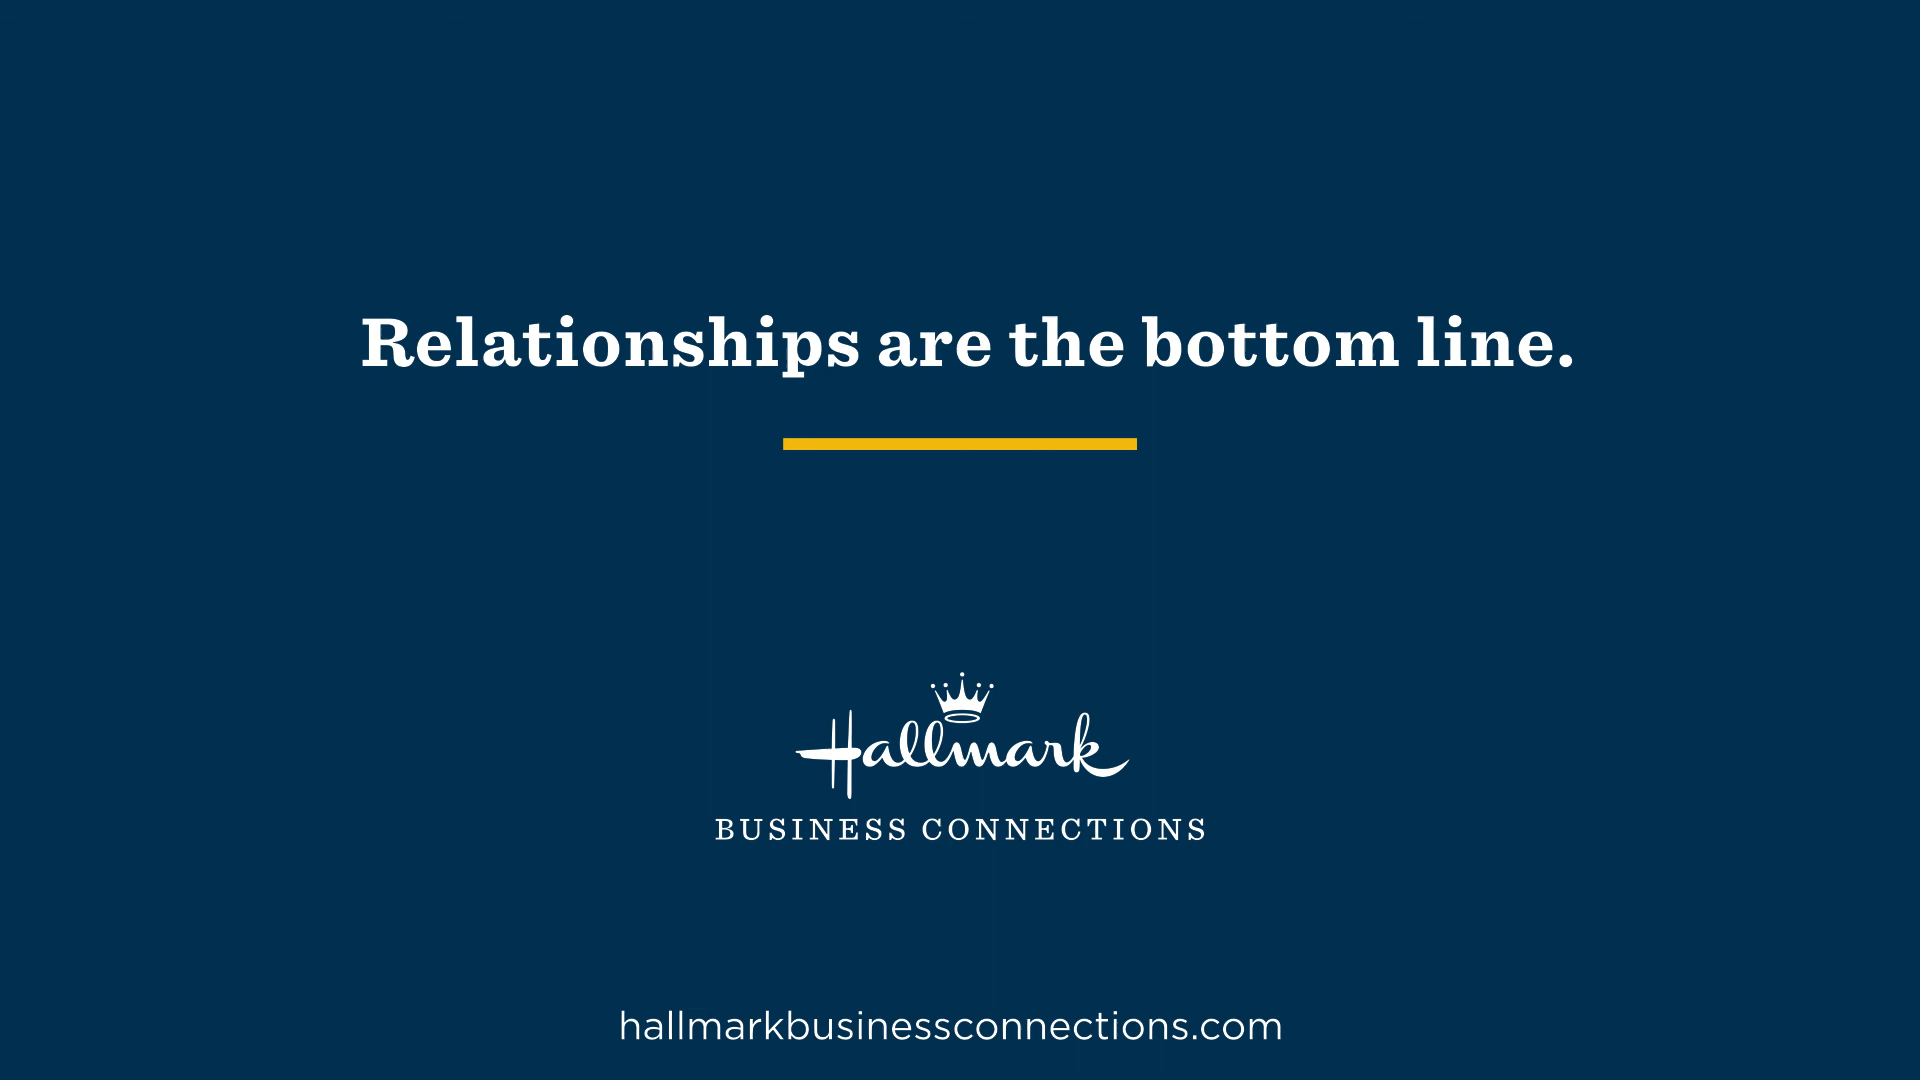 Relationships are the bottom line.
Hallmark
BUSINESS CONNECTIONS
hallmarkbusinessconnections.com